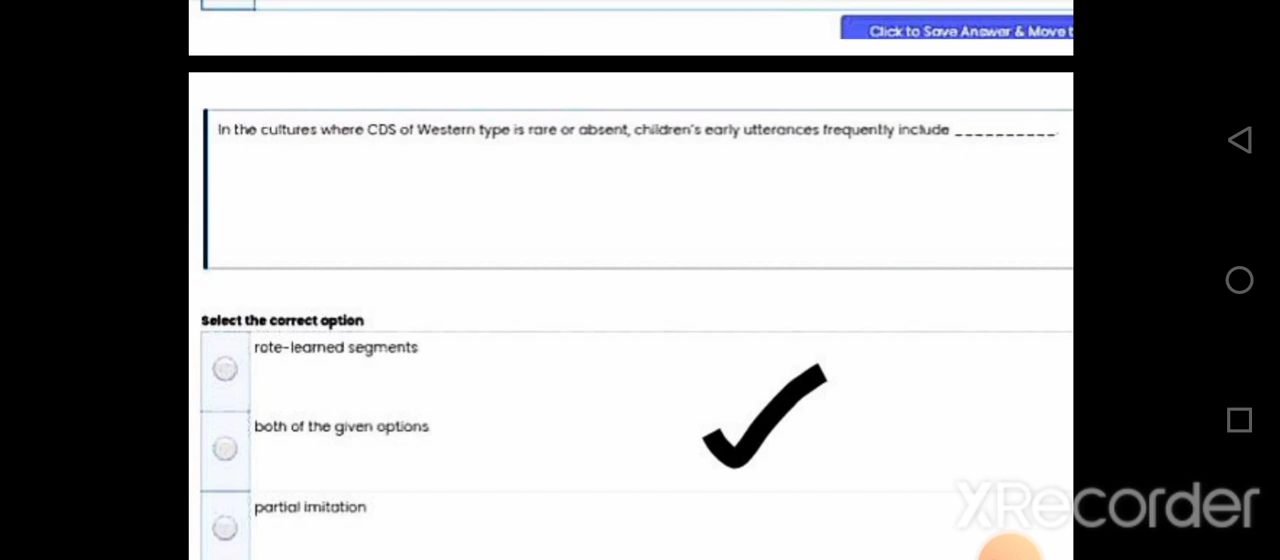 Click to Save Answer & Move t
In the cultures where CDS of Western type is rare or absent, children's early utterances frequently include __________.
Select the correct option
rote-learned segments
both of the given options
partial imitation
XRecorder